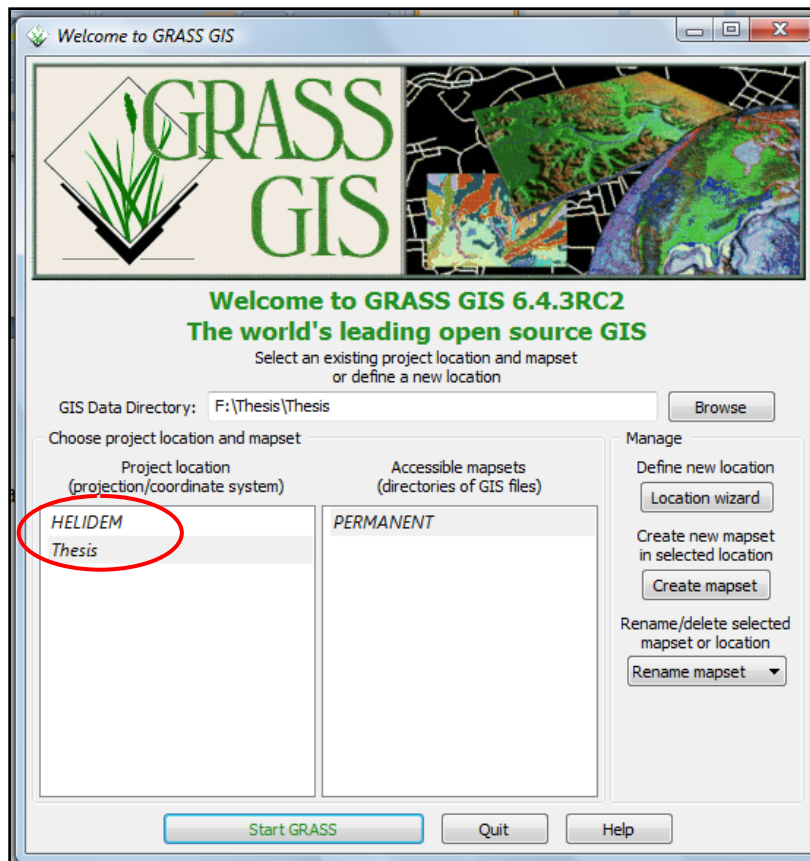 Welcome to GRASS GIS
GRASS
GIS
Welcome to GRASS GIS 6.4.3RC2
The world's leading open source GIS
Select an existing project location and mapset
or define a new location
GIS Data Directory: F:\Thesis\Thesis Browse
Choose project location and mapset
Project location
(projection/coordinate system)
HELIDEM
Thesis
Accessible mapsets
(directories of GIS files)
PERMANENT
Manage
Define new location
Location wizard
Create new mapset
in selected location
Create mapset
Rename/delete selected
mapset or location
Rename mapset
Start GRASS Quit Help